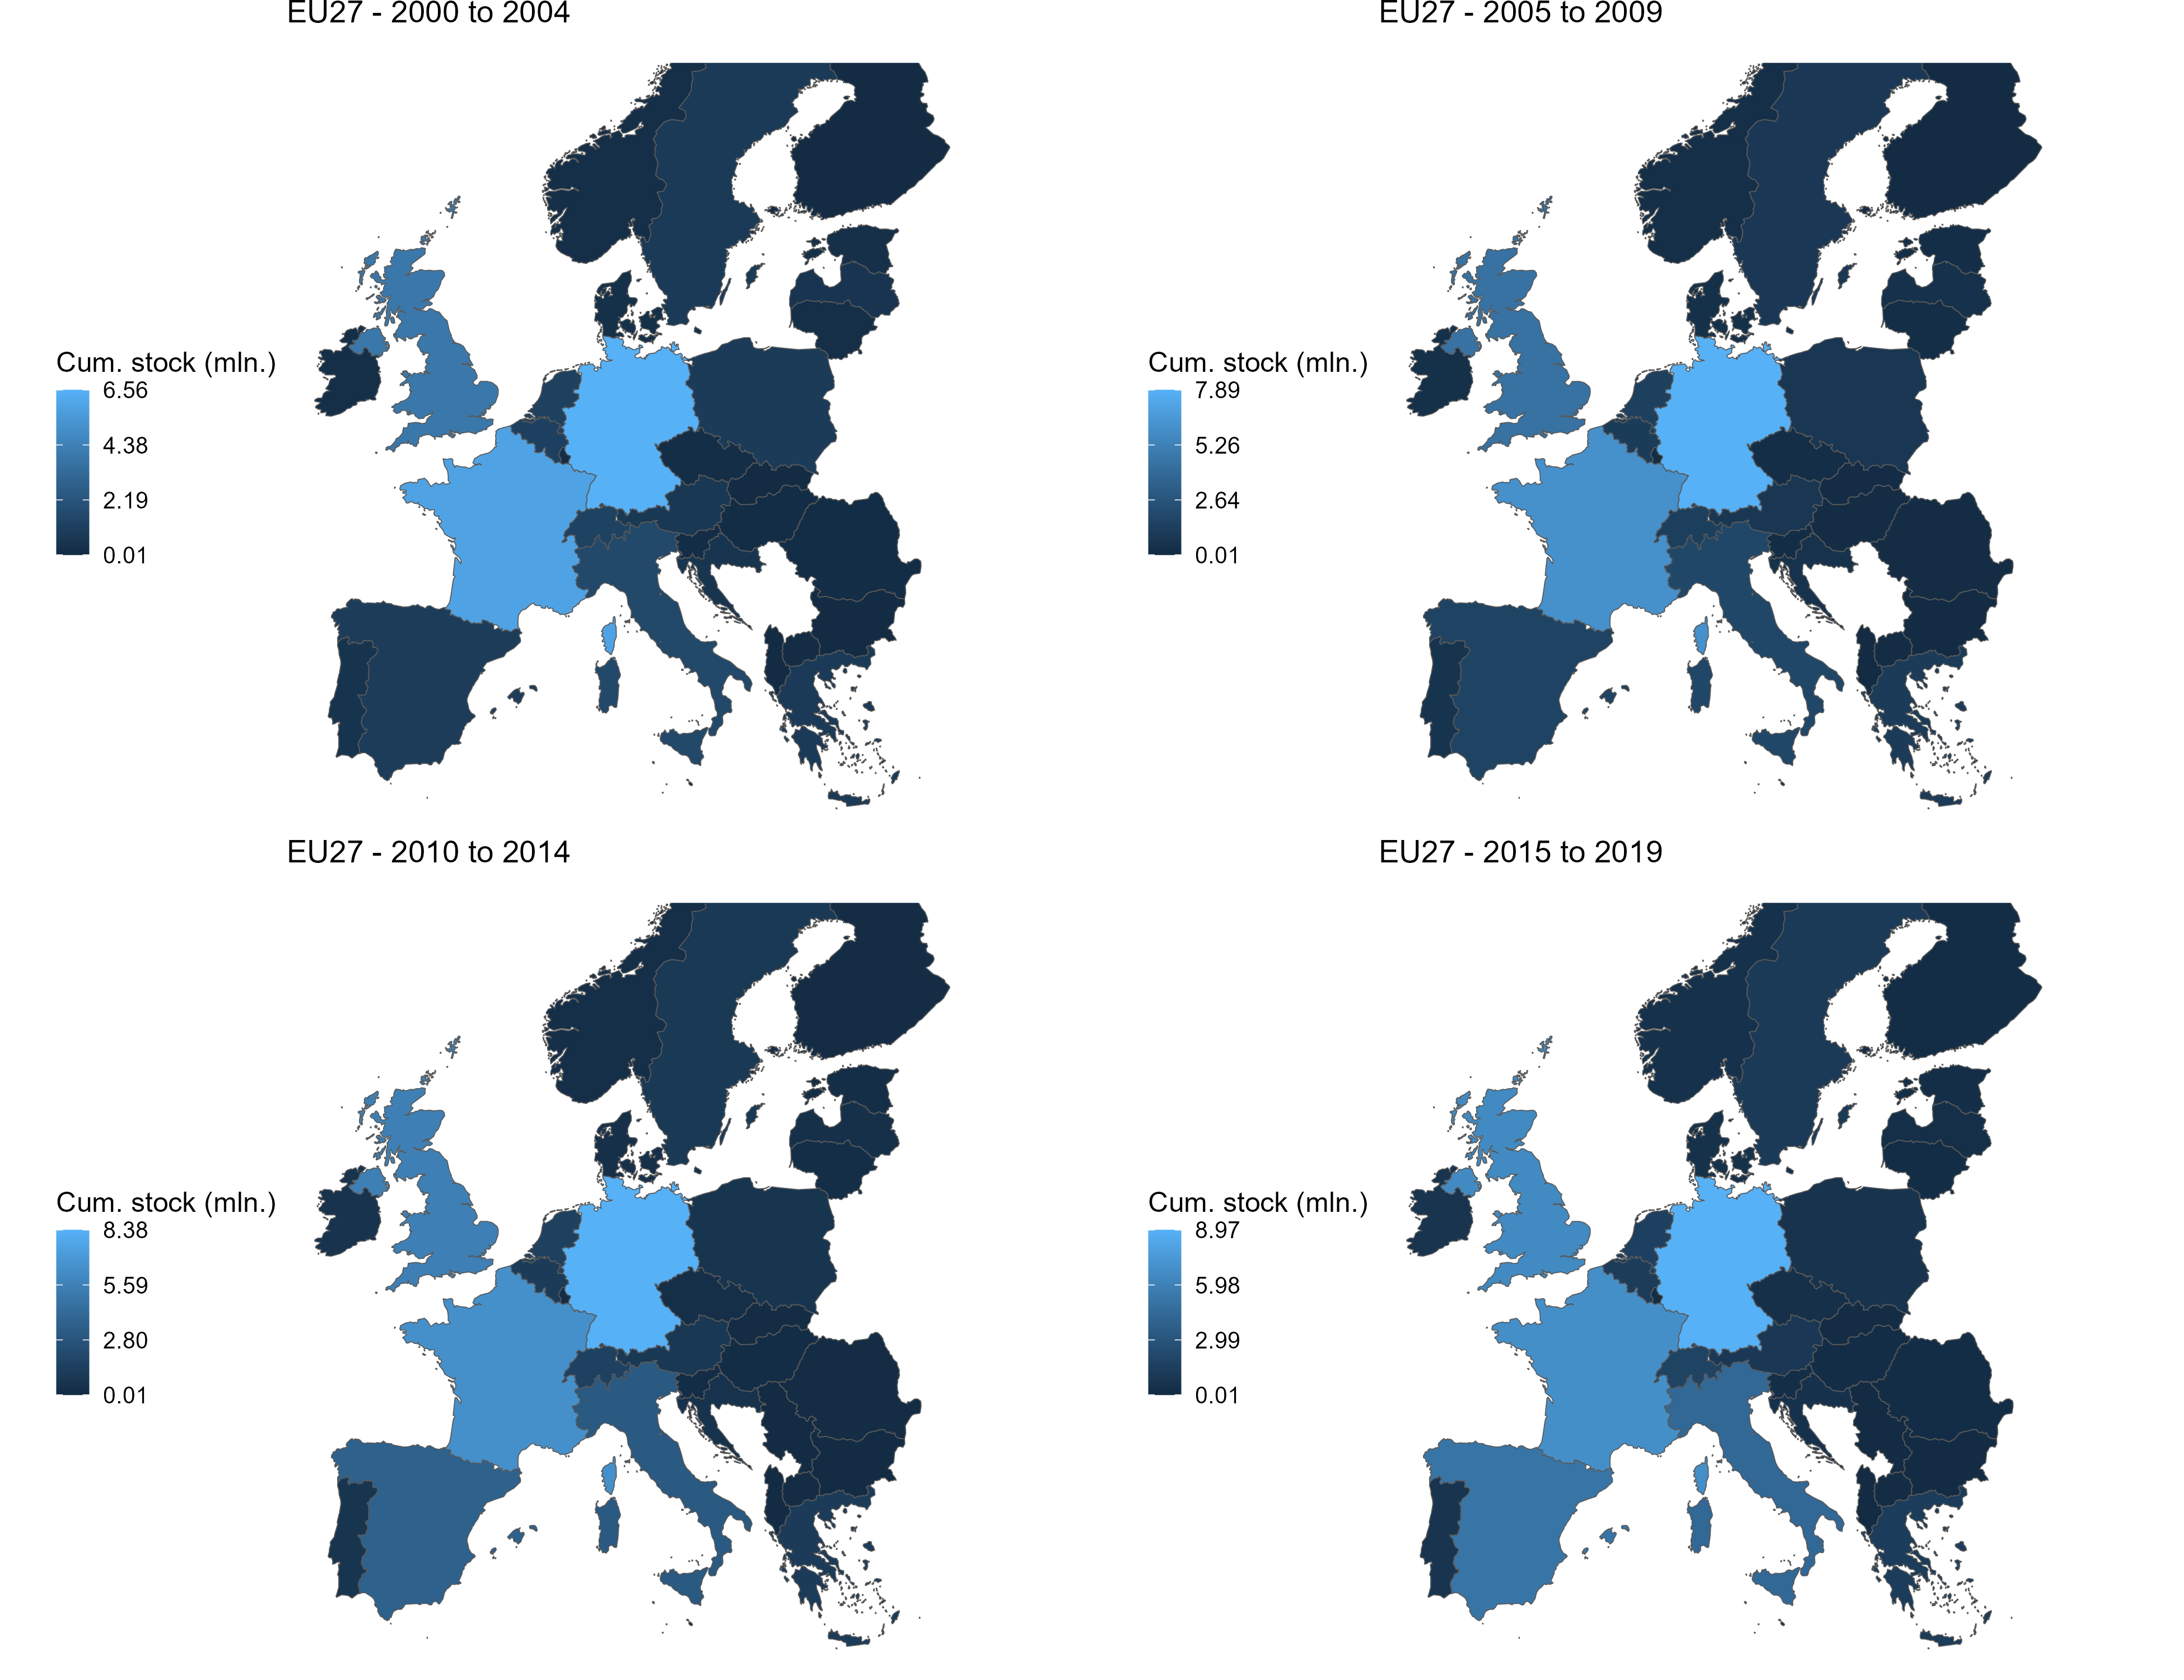 EU27 - 2000 to 2004
Cum. stock (mln.)
6.56
4.38
2.19
0.01
EU27 - 2005 to 2009
Cum. stock (mln.)
7.89
5.26
2.64
0.01
EU27 - 2010 to 2014
Cum. stock (mln.)
8.38
5.59
2.80
0.01
EU27 - 2015 to 2019
Cum. stock (mln.)
8.97
5.98
2.99
0.01